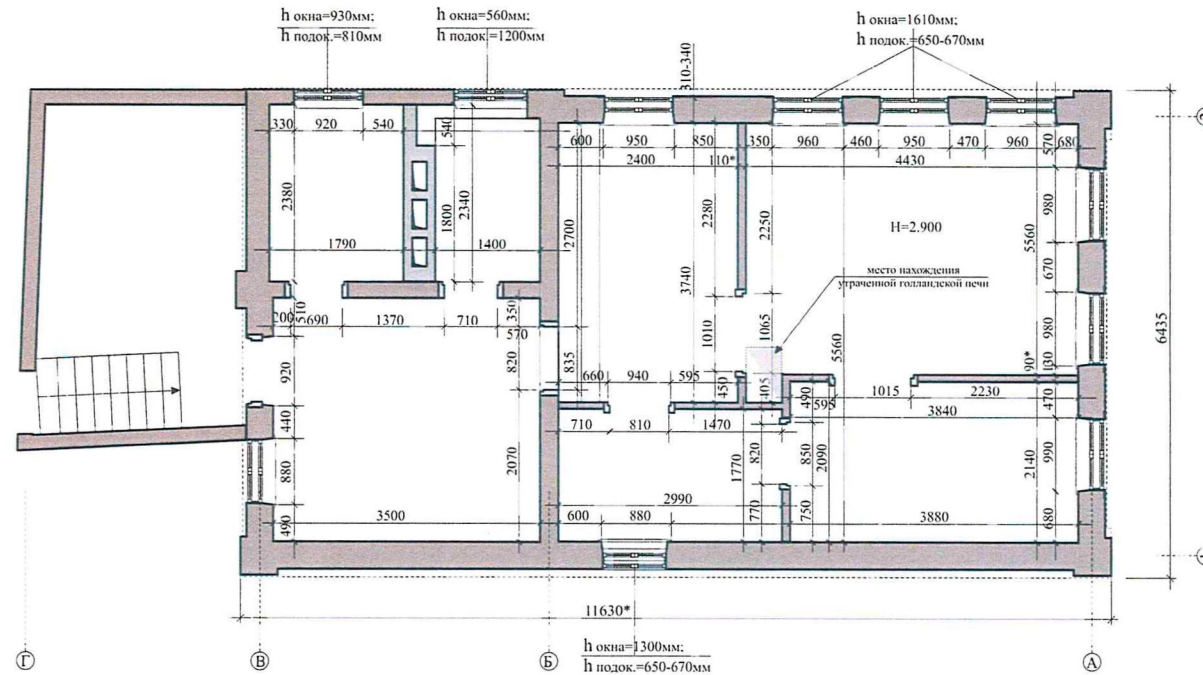 h окна=930мм;
h подок.=810мм
h окна=560мм;
h подок.=1200мм
h окна=1610мм;
h подок.=650-670мм
310-340
330 920 540
540
600 950 850
350 960 460 950 470 960 680
570
2400
110*
4430
2380
1800
2340
2700
2280
2250
5560
980
H=2.900
1790
1400
670
место нахождения
утраченной голландской печи
3740
1010
1065
980
6435
200
510
690 1370 710
350
570
920
820
835
660 940 595
450
405
5560
90*
130
490
595
1015 2230
470
3840
440
710 810 1470
880
2070
1770
820
850
2090
2140
990
2990
490
3500
600 880
770
750
3880
680
11630*
Г
В
Б
А
h окна=1300мм;
h подок.=650-670мм